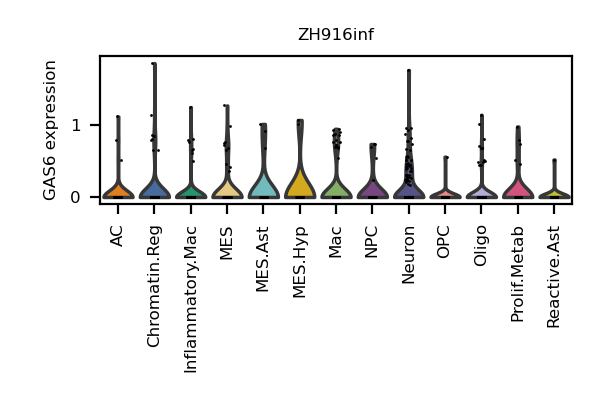 ZH916inf
GAS6 expression
1
0
AC
Chromatin.Reg
Inflammatory.Mac
MES
MES.Ast
MES.Hyp
Mac
NPC
Neuron
OPC
Oligo
Prolif.Metab
Reactive.Ast